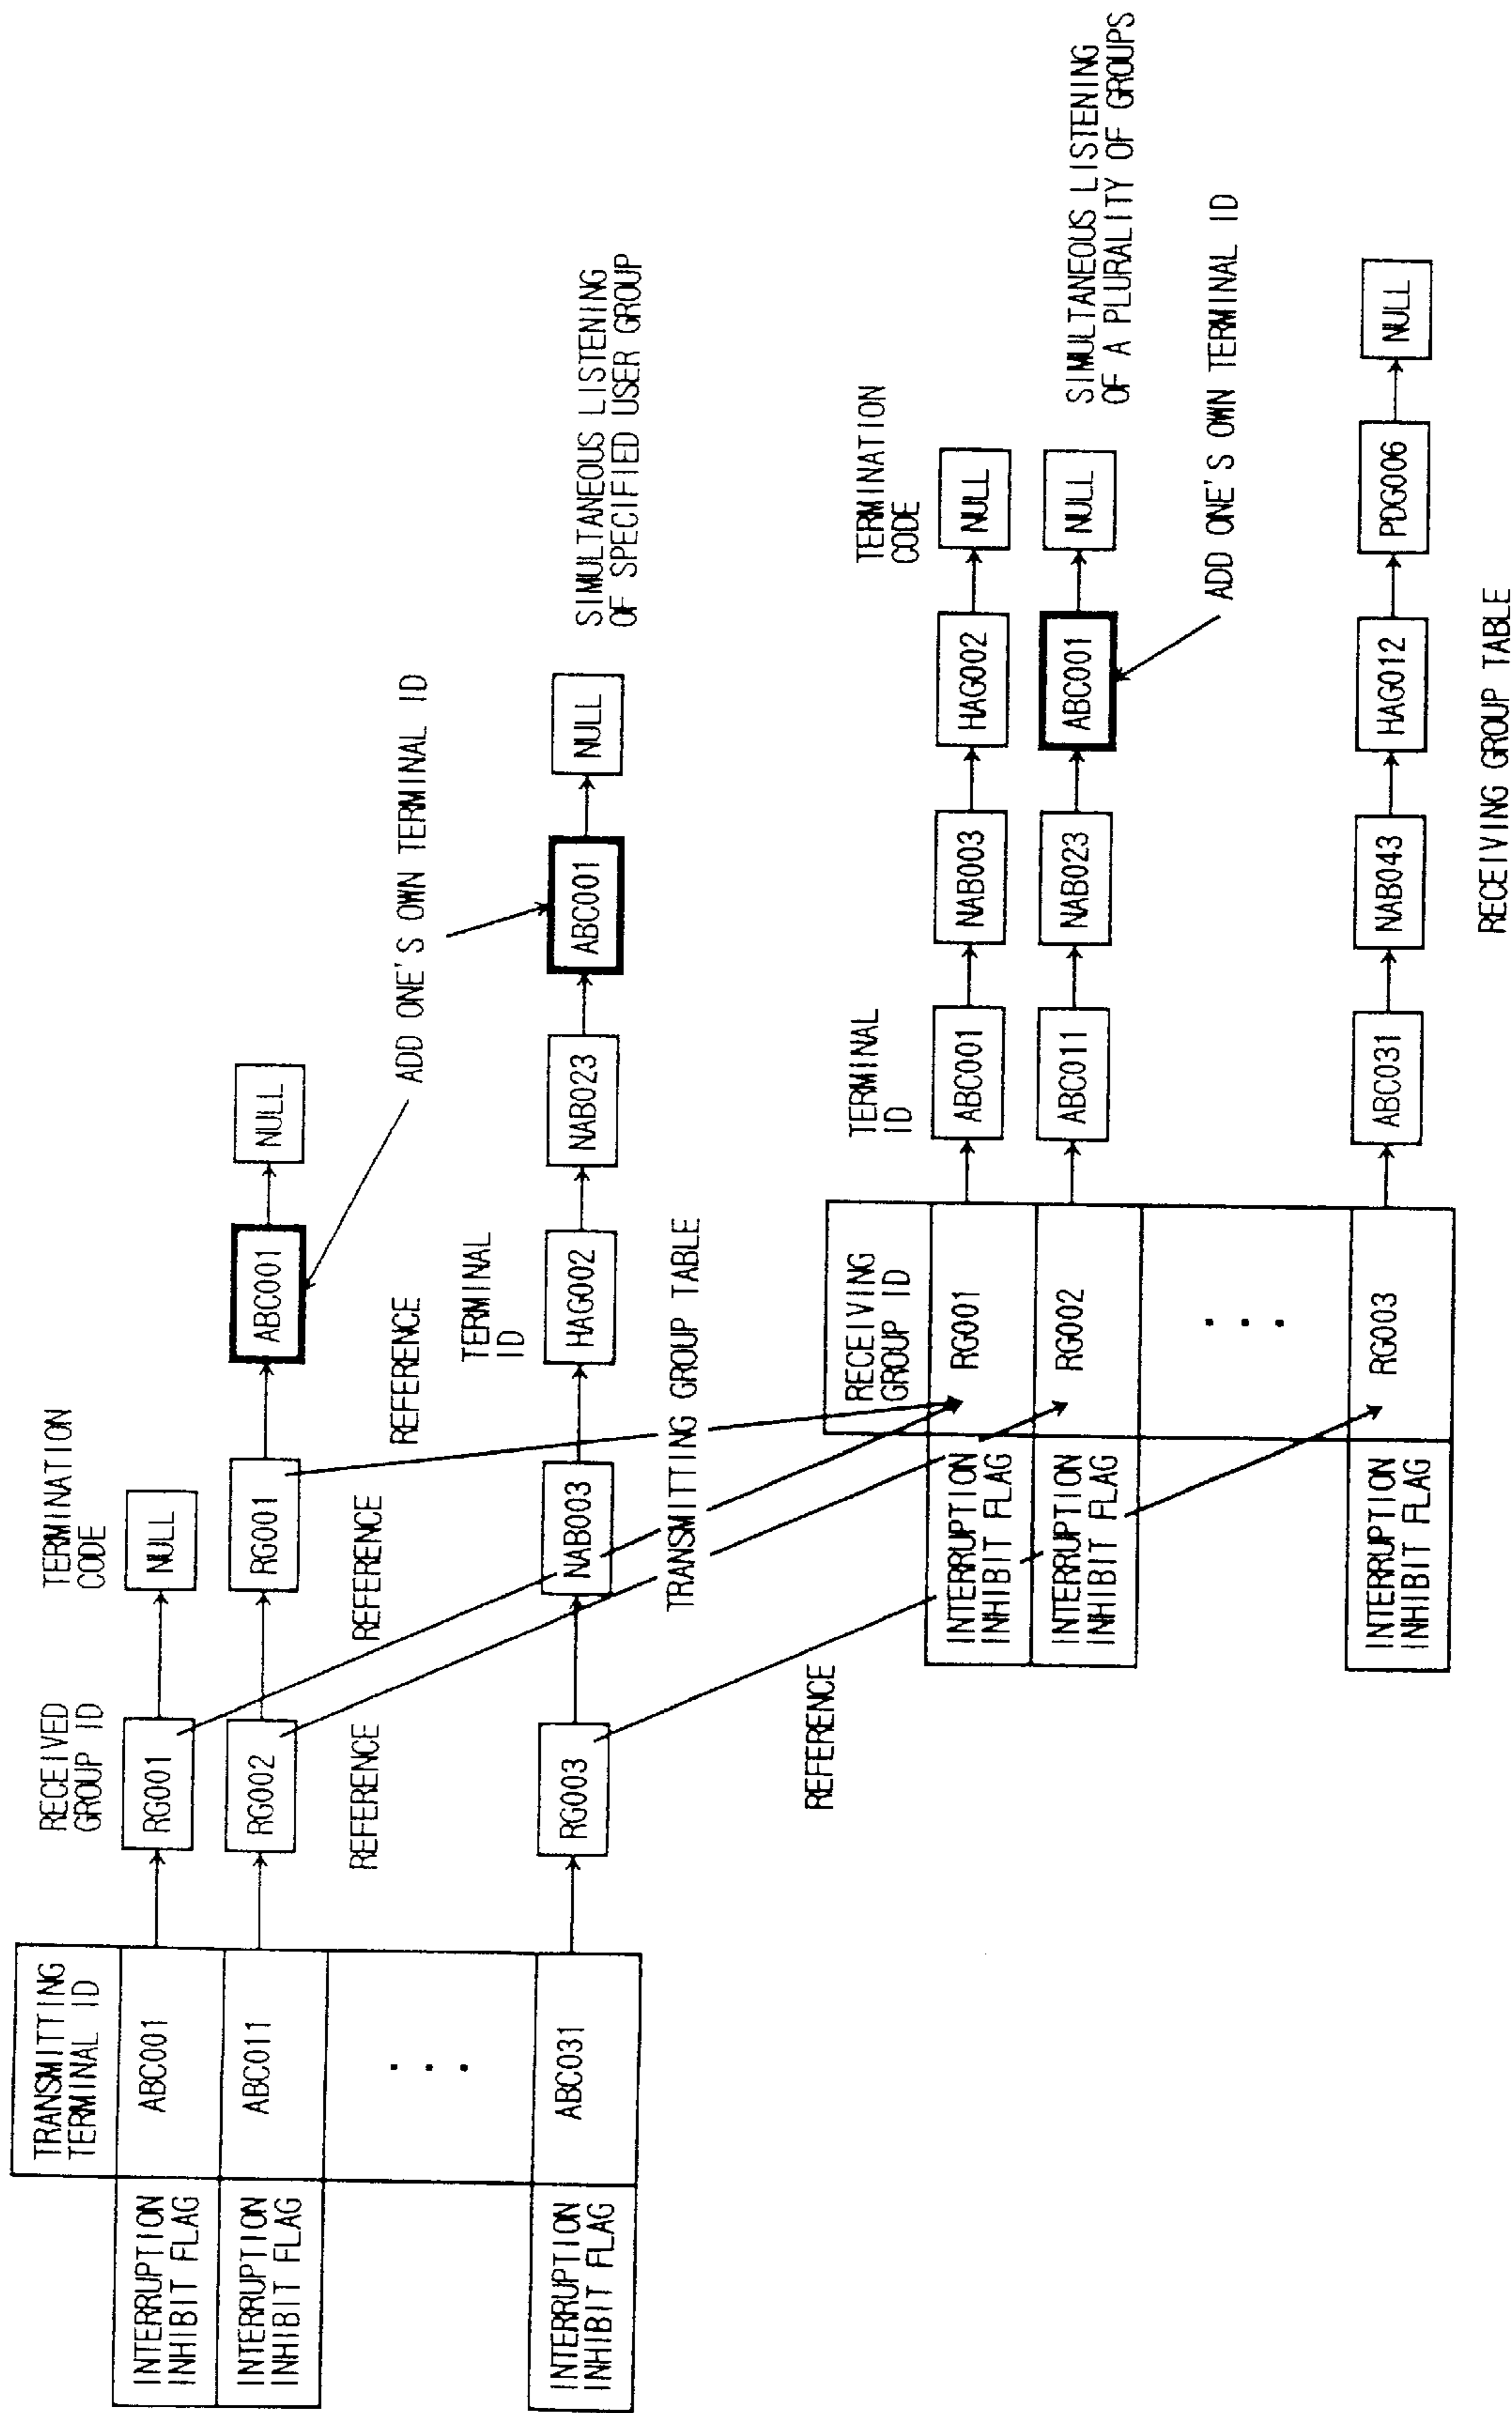 TRANSMITTING
TERMINAL ID
RECEIVED
GROUP ID
TERMINATION
CODE
INTERRUPTION
INHIBIT FLAG
ABC001
RG001
NULL
INTERRUPTION
INHIBIT FLAG
ABC011
RG002
RG001
ABC001
NULL
REFERENCE
REFERENCE
REFERENCE
ADD ONE'S OWN TERMINAL ID
TERMINAL
ID
INTERRUPTION
INHIBIT FLAG
ABC031
RG003
NAB003
HAG002
NAB023
ABC001
NULL
SIMULTANEOUS LISTENING
OF SPECIFIED USER GROUP
TRANSMITTING GROUP TABLE
REFERENCE
RECEIVING
GROUP ID
TERMINAL
ID
TERMINATION
CODE
INTERRUPTION
INHIBIT FLAG
RG001
ABC001
NAB003
HAG002
NULL
INTERRUPTION
INHIBIT FLAG
RG002
ABC011
NAB023
ABC001
NULL
SIMULTANEOUS LISTENING
OF A PLURALITY OF GROUPS
ADD ONE'S OWN TERMINAL ID
INTERRUPTION
INHIBIT FLAG
RG003
ABC031
NAB043
HAG012
PDG006
NULL
RECEIVING GROUP TABLE